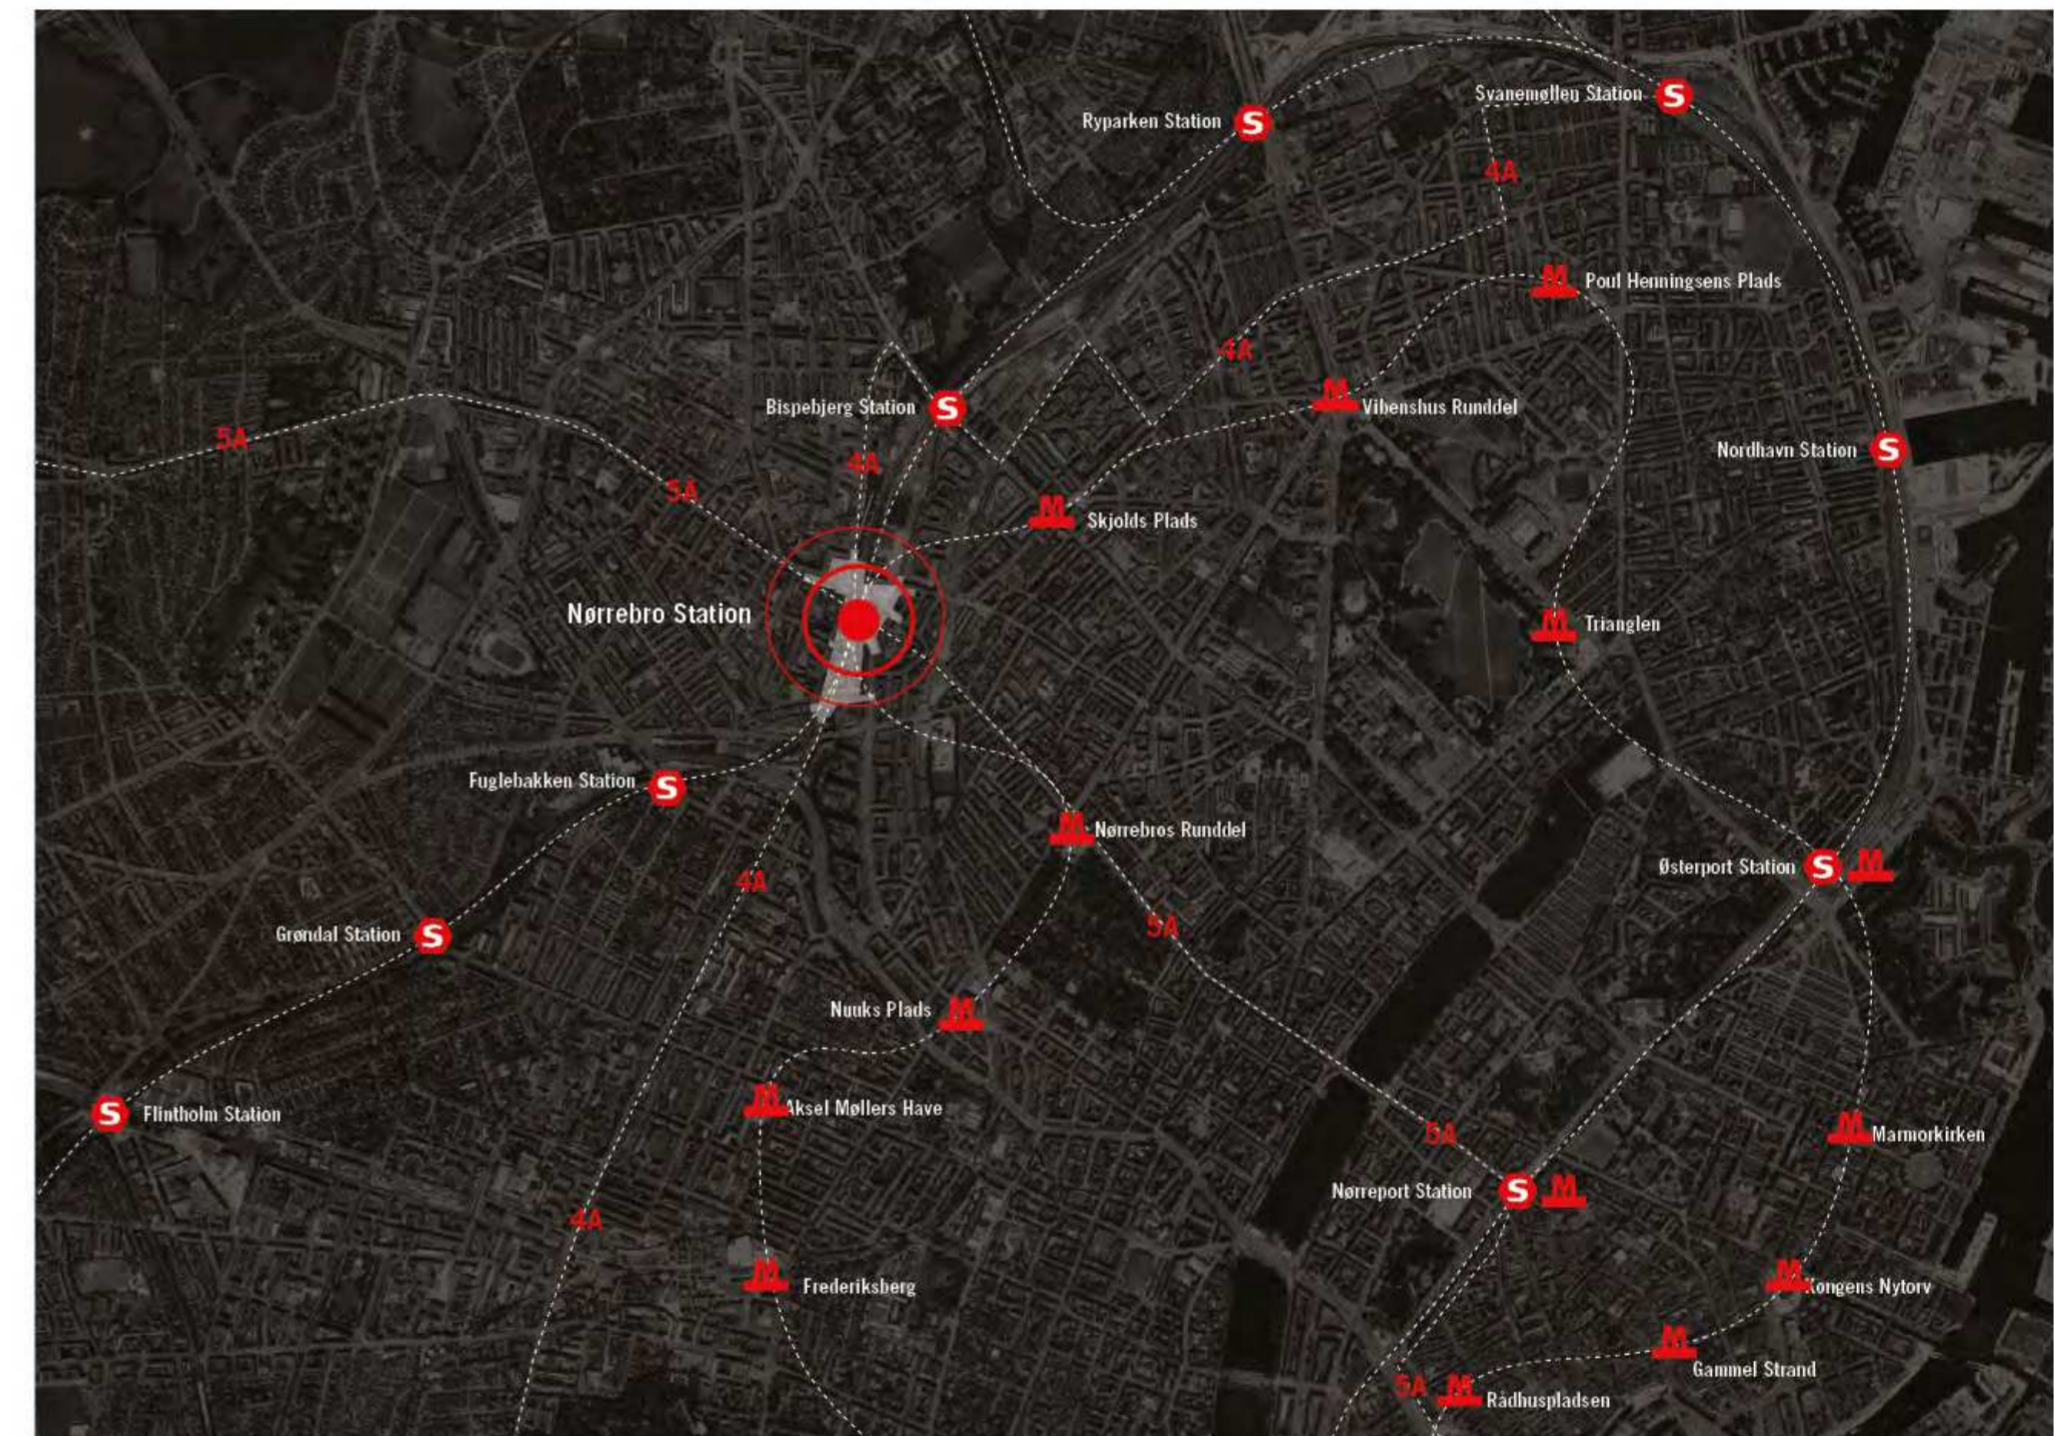 Svanemøllen Station
S
Ryparken Station
S
4A
M
Poul Henningsens Plads
4A
M
Vibenshus Runddel
Bispebjerg Station
S
5A
Nordhavn Station
S
4A
5A
M
Skjolds Plads
Nørrebro Station
M
Trianglen
Fuglebakken Station
S
M
Nørrebros Runddel
Østerport Station
S
M
4A
5A
Grøndal Station
S
Nuuks Plads
M
M
Aksel Møllers Have
S
Flintholm Station
5A
M
Marmorkirken
Nørreport Station
S
M
4A
M
Frederiksberg
M
Kongens Nytorv
M
Gammel Strand
5A
M
Rådhuspladsen